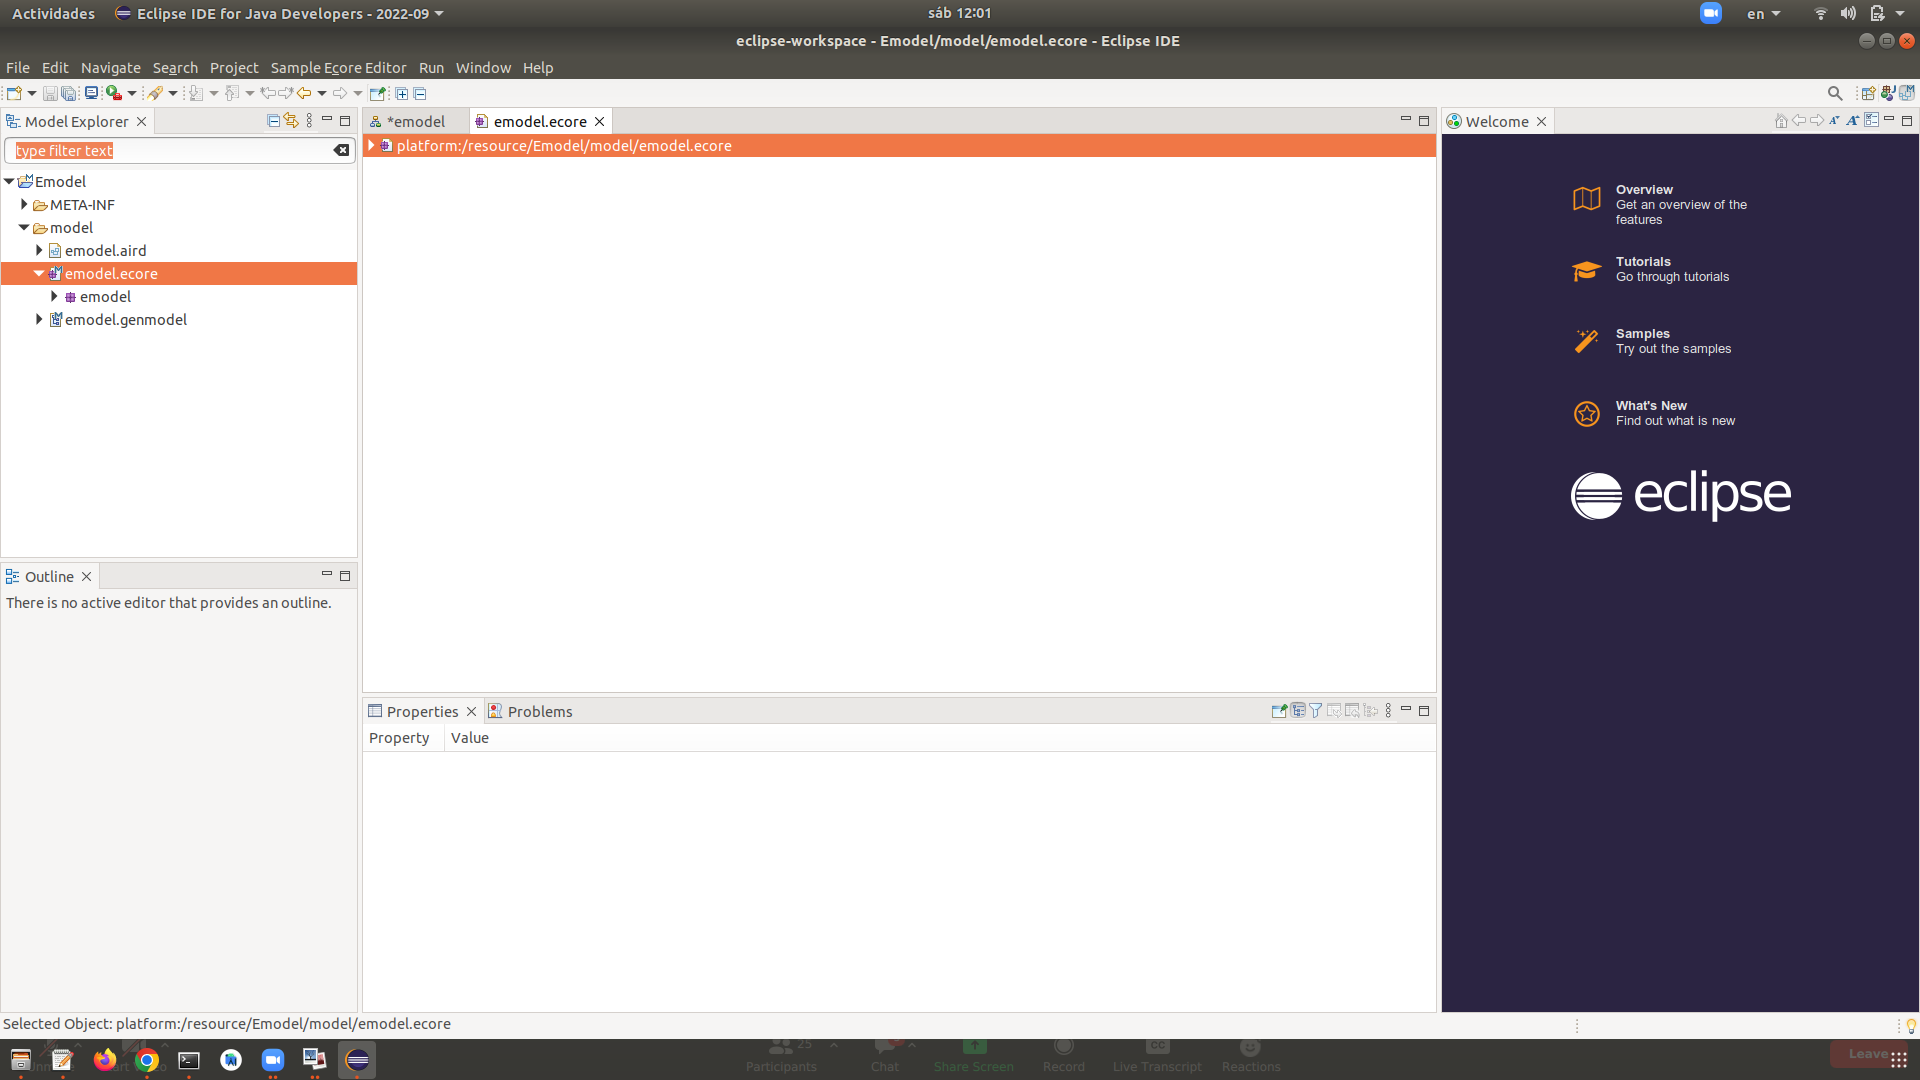 Actividades Eclipse IDE for Java Developers - 2022-09 sáb 12:01 en
eclipse-workspace - Emodel/model/emodel.ecore - Eclipse IDE
File Edit Navigate Search Project Sample Ecore Editor Run Window Help
Model Explorer *emodel emodel.ecore Welcome
type filter text
platform:/resource/Emodel/model/emodel.ecore
Emodel
META-INF
model
emodel.aird
emodel.ecore
emodel
emodel.genmodel
Outline
There is no active editor that provides an outline.
Properties Problems
Property Value
Overview
Get an overview of the
features
Tutorials
Go through tutorials
Samples
Try out the samples
What's New
Find out what is new
eclipse
Selected Object: platform:/resource/Emodel/model/emodel.ecore
25
Participants Chat Share Screen Record Live Transcript Reactions
CC
Leave